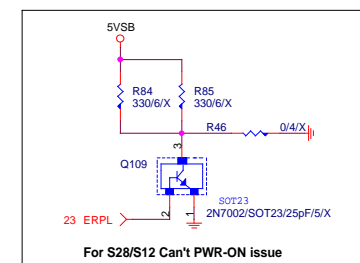 5VSB
R84
330/6/X
R85
330/6/X
R46
0/4/X
3
Q109
SOT23
2N7002/SOT23/25pF/5/X
2
1
23 ERPL
For S28/S12 Can't PWR-ON issue